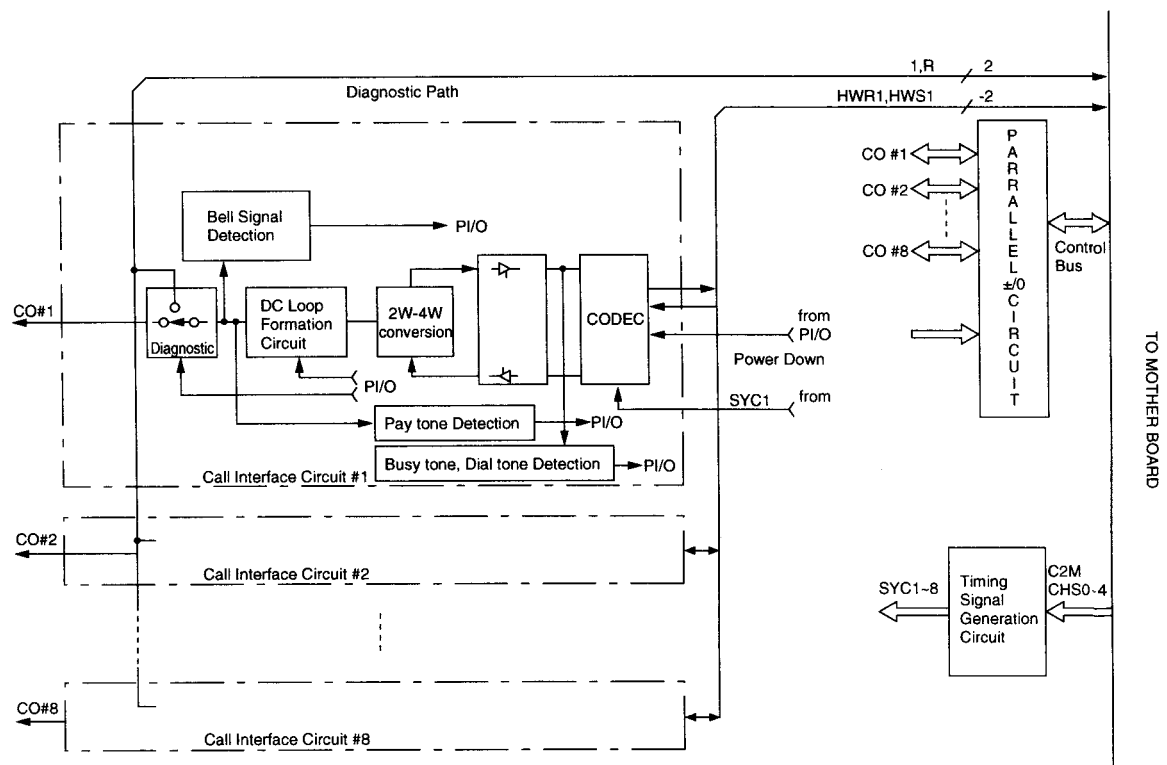 1,R 2
Diagnostic Path
HWR1,HWS1 -2
CO #1
CO #2
CO #8
PARRALLEL
±/0
CIRCUIT
Control
Bus
TO MOTHER BOARD
Bell Signal
Detection
PI/O
CO#1
Diagnostic
DC Loop
Formation
Circuit
2W-4W
conversion
CODEC
from
PI/O
Power Down
PI/O
SYC1
from
Pay tone Detection
PI/O
Busy tone, Dial tone Detection
PI/O
Call Interface Circuit #1
CO#2
Call Interface Circuit #2
SYC1~8
Timing
Signal
Generation
Circuit
C2M
CHS0~4
CO#8
Call Interface Circuit #8